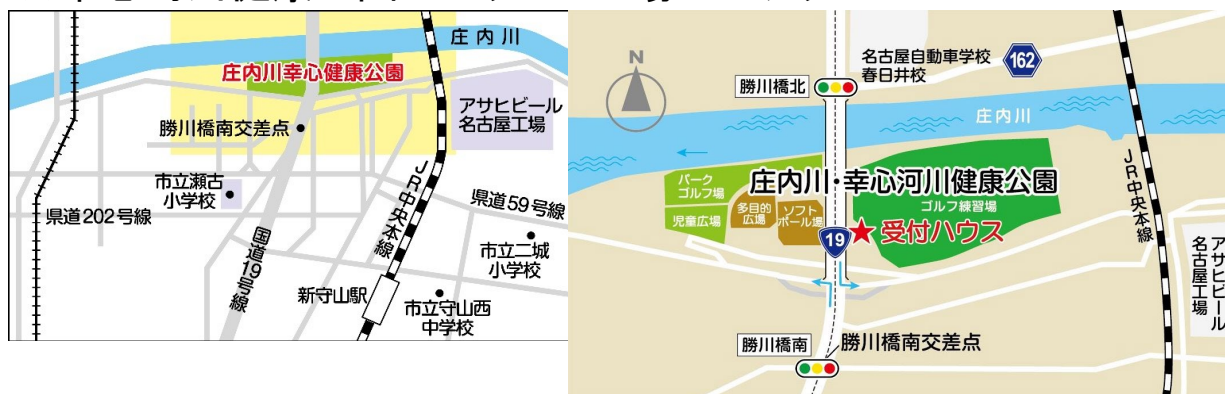 庄内川
庄内川幸心健康公園
アサヒビール
名古屋工場
勝川橋南交差点
市立瀬古
小学校
県道202号線
国道19号線
JR中央本線
県道59号線
市立二城
小学校
新守山駅
市立守山西
中学校
N
名古屋自動車学校
春日井校
162
勝川橋北
庄内川
パーク
ゴルフ場
児童広場
多目的
広場
ソフト
ボール場
庄内川・幸心河川健康公園
ゴルフ練習場
19
★受付ハウス
JR中央本線
アサヒビール
名古屋工場
勝川橋南
勝川橋南交差点